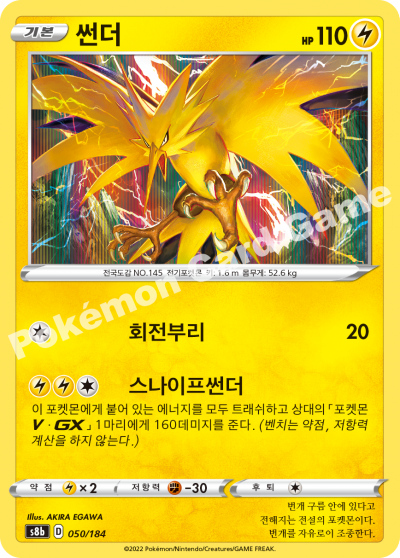 기본 썬더 HP 110
전국도감 NO.145 전기포켓몬 키: 1.6 m 몸무게: 52.6 kg
회전부리 20
스나이프썬더
이 포켓몬에게 붙어 있는 에너지를 모두 트래쉬하고 상대의 「포켓몬
V · GX」 1마리에게 160데미지를 준다. (벤치는 약점, 저항력
계산을 하지 않는다.)
약점 ×2 저항력 -30 후퇴
Illus. AKIRA EGAWA
s8b D 050/184
번개 구름 안에 있다고
전해지는 전설의 포켓몬이다.
번개를 자유로이 조종한다.
©2022 Pokémon/Nintendo/Creatures/GAME FREAK.
Pokémon Card Game